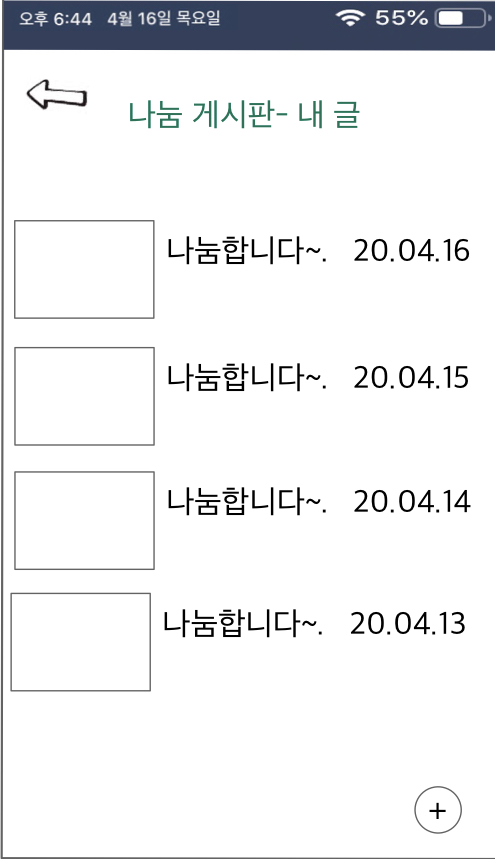 오후 6:44 4월 16일 목요일 55%
나눔 게시판- 내 글
나눔합니다~. 20.04.16
나눔합니다~. 20.04.15
나눔합니다~. 20.04.14
나눔합니다~. 20.04.13
+